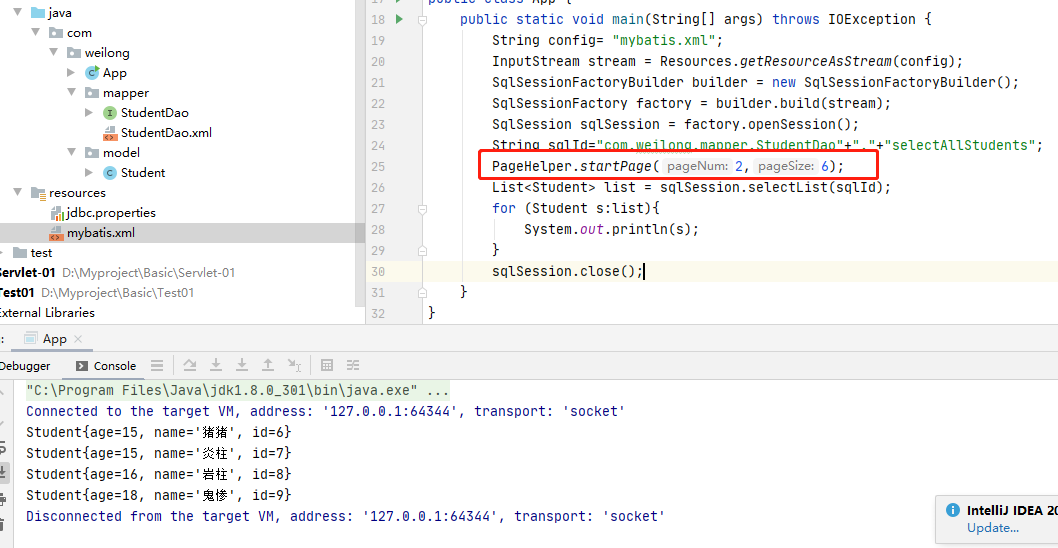 java
com
weilong
App
mapper
StudentDao
StudentDao.xml
model
Student
resources
jdbc.properties
mybatis.xml
test
Servlet-01 D:\Myproject\Basic\Servlet-01
Test01 D:\Myproject\Basic\Test01
External Libraries
17 public class App {
18 public static void main(String[] args) throws IOException {
19 String config= "mybatis.xml";
20 InputStream stream = Resources.getResourceAsStream(config);
21 SqlSessionFactoryBuilder builder = new SqlSessionFactoryBuilder();
22 SqlSessionFactory factory = builder.build(stream);
23 SqlSession sqlSession = factory.openSession();
24 String sqlId="com.weilong.mapper.StudentDao"+"."+"selectAllStudents";
25 PageHelper.startPage( pageNum: 2, pageSize: 6);
26 List<Student> list = sqlSession.selectList(sqlId);
27 for (Student s:list){
28 System.out.println(s);
29 }
30 sqlSession.close();
31 }
32 }
: App ×
Debugger Console
"C:\Program Files\Java\jdk1.8.0_301\bin\java.exe" ...
Connected to the target VM, address: '127.0.0.1:64344', transport: 'socket'
Student{age=15, name='猪猪', id=6}
Student{age=15, name='炎柱', id=7}
Student{age=16, name='岩柱', id=8}
Student{age=18, name='鬼惨', id=9}
Disconnected from the target VM, address: '127.0.0.1:64344', transport: 'socket'
IntelliJ IDEA 20
Update...